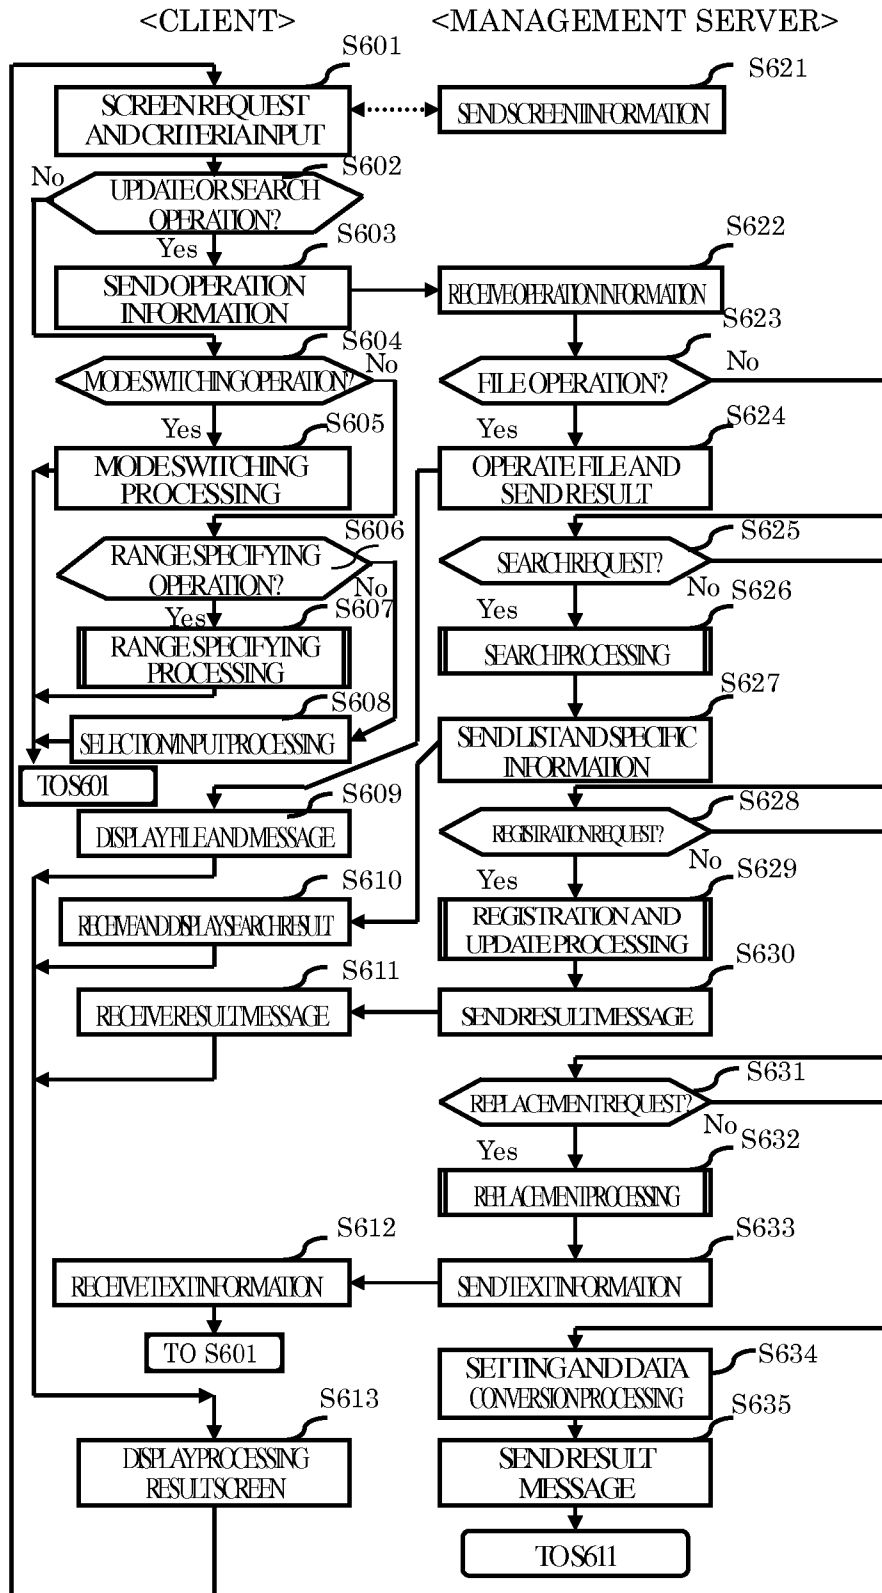 <CLIENT>
<MANAGEMENT SERVER>
S601
SCREEN REQUEST
AND CRITERIA INPUT
S621
SEND SCREEN INFORMATION
No
S602
UPDATE OR SEARCH
OPERATION?
Yes
S603
SEND OPERATION
INFORMATION
S622
RECEIVE OPERATION INFORMATION
S604
MODE SWITCHING OPERATION?
No
S623
FILE OPERATION?
No
Yes
S605
MODE SWITCHING
PROCESSING
Yes
S624
OPERATE FILE AND
SEND RESULT
S606
RANGE SPECIFYING
OPERATION?
No
S625
SEARCH REQUEST?
No
Yes
S607
RANGE SPECIFYING
PROCESSING
Yes
S626
SEARCH PROCESSING
S608
SELECTION/INPUT PROCESSING
S627
SEND LIST AND SPECIFIC
INFORMATION
TO S601
S609
DISPLAY FILE AND MESSAGE
S628
REGISTRATION REQUEST?
No
Yes
S610
RECEIVE AND DISPLAY SEARCH RESULT
S629
REGISTRATION AND
UPDATE PROCESSING
S611
RECEIVE RESULT MESSAGE
S630
SEND RESULT MESSAGE
S631
REPLACEMENT REQUEST?
No
Yes
S632
REPLACEMENT PROCESSING
S612
RECEIVE TEXT INFORMATION
S633
SEND TEXT INFORMATION
TO S601
S634
SETTING AND DATA
CONVERSION PROCESSING
S613
DISPLAY PROCESSING
RESULT SCREEN
S635
SEND RESULT
MESSAGE
TO S611